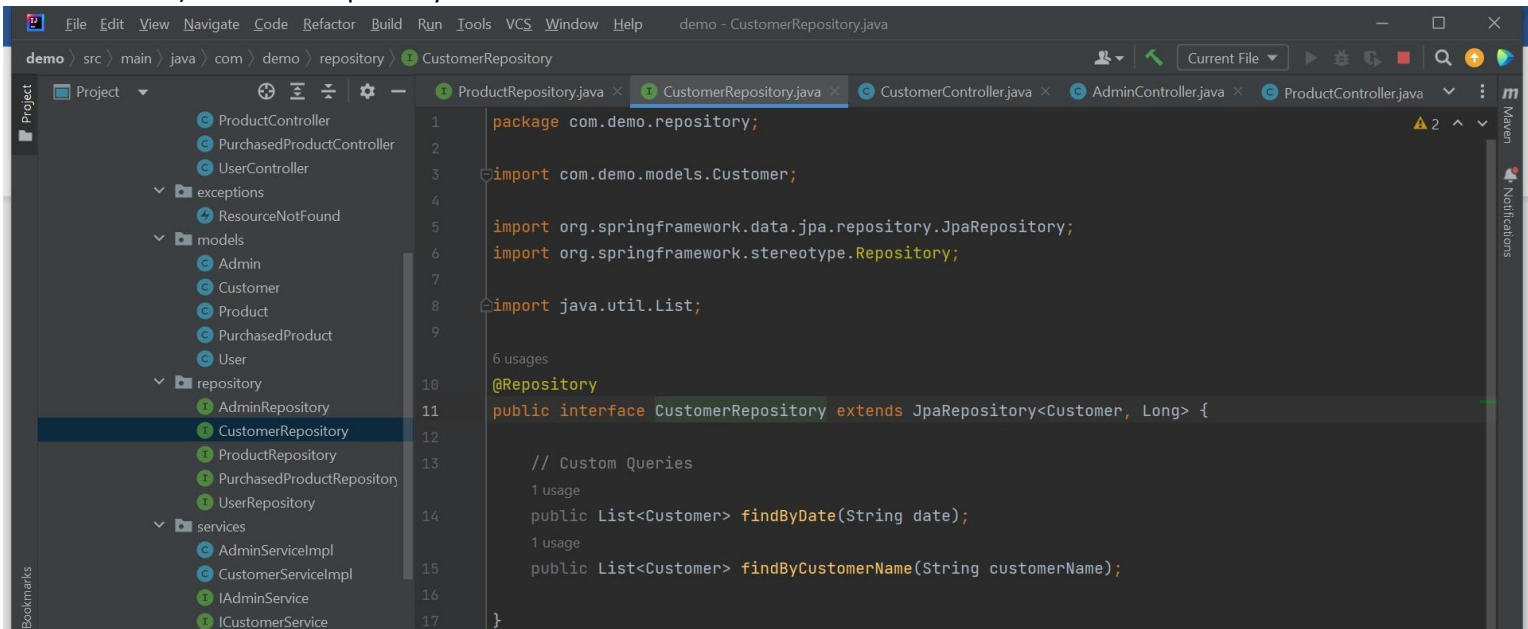 File Edit View Navigate Code Refactor Build Run Tools VCS Window Help demo - CustomerRepository.java
demo src main java com demo repository CustomerRepository
Current File
Project
ProductRepository.java CustomerRepository.java CustomerController.java AdminController.java ProductController.java
Project
Maven
Notifications
Bookmarks
ProductController
PurchasedProductController
UserController
exceptions
ResourceNotFound
models
Admin
Customer
Product
PurchasedProduct
User
repository
AdminRepository
CustomerRepository
ProductRepository
PurchasedProductRepository
UserRepository
services
AdminServiceImpl
CustomerServiceImpl
IAdminService
ICustomerService
2
1 package com.demo.repository;
2
3 import com.demo.models.Customer;
4
5 import org.springframework.data.jpa.repository.JpaRepository;
6 import org.springframework.stereotype.Repository;
7
8 import java.util.List;
9
6 usages
10 @Repository
11 public interface CustomerRepository extends JpaRepository<Customer, Long> {
12
13 // Custom Queries
1 usage
14 public List<Customer> findByDate(String date);
1 usage
15 public List<Customer> findByCustomerName(String customerName);
16
17 }